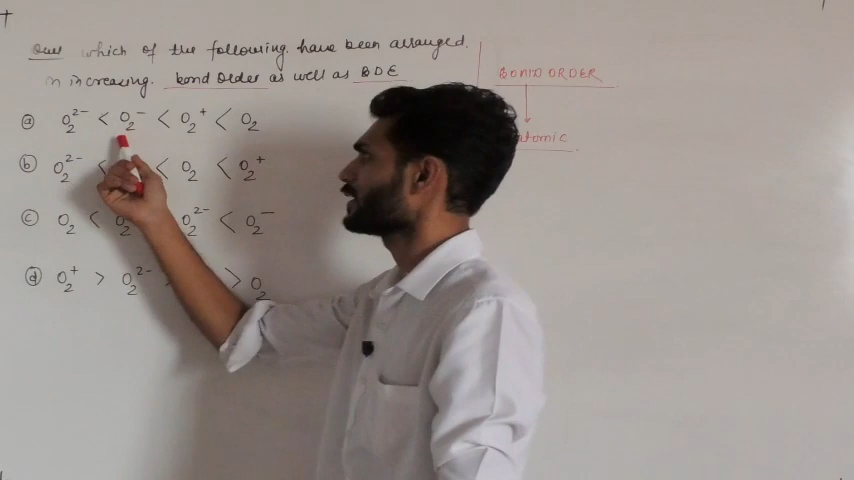 Que which of the following. have been arranged.
in increasing. bond order as well as BDE
ⓐ O₂²⁻ < O₂⁻ < O₂⁺ < O₂
ⓑ O₂²⁻ < < O₂ < O₂⁺
ⓒ O₂ < O₂ O₂²⁻ < O₂⁻
ⓓ O₂⁺ > O₂²⁻ > > O₂
BOND ORDER
atomic